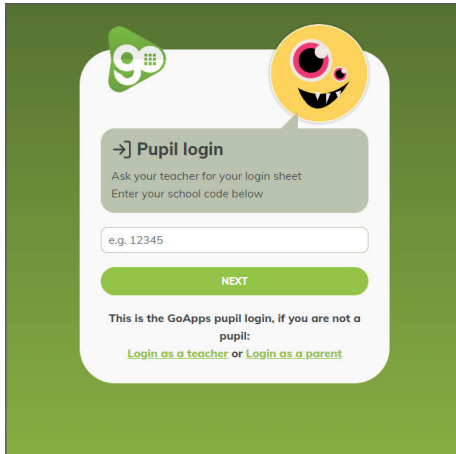 go
Pupil login
Ask your teacher for your login sheet
Enter your school code below
e.g. 12345
NEXT
This is the GoApps pupil login, if you are not a
pupil:
Login as a teacher or Login as a parent